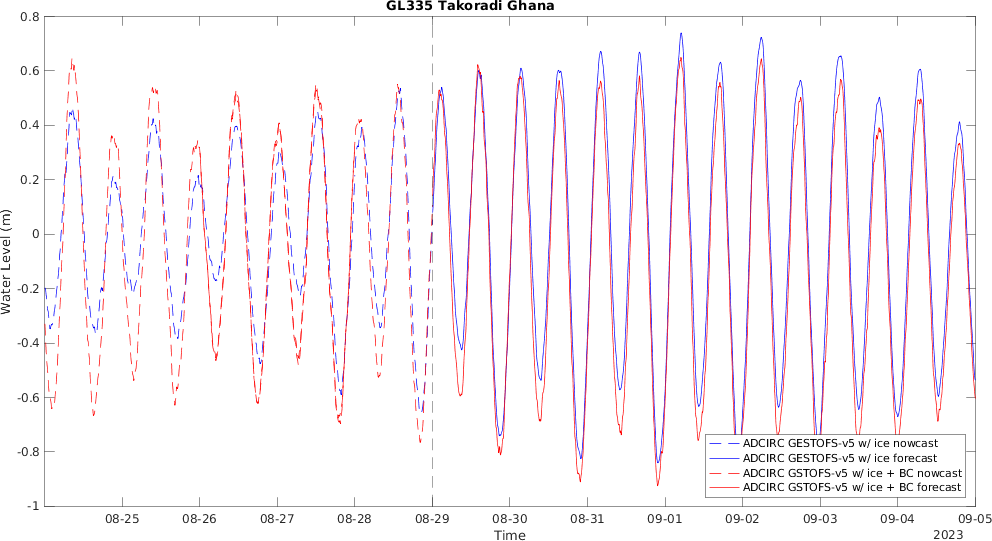 GL335 Takoradi Ghana
0.8
0.6
0.4
0.2
0
-0.2
-0.4
-0.6
-0.8
-1
Water Level (m)
ADCIRC GESTOFS-v5 w/ ice nowcast
ADCIRC GESTOFS-v5 w/ ice forecast
ADCIRC GSTOFS-v5 w/ ice + BC nowcast
ADCIRC GSTOFS-v5 w/ ice + BC forecast
08-25 08-26 08-27 08-28 08-29 08-30 08-31 09-01 09-02 09-03 09-04 09-05
Time
2023